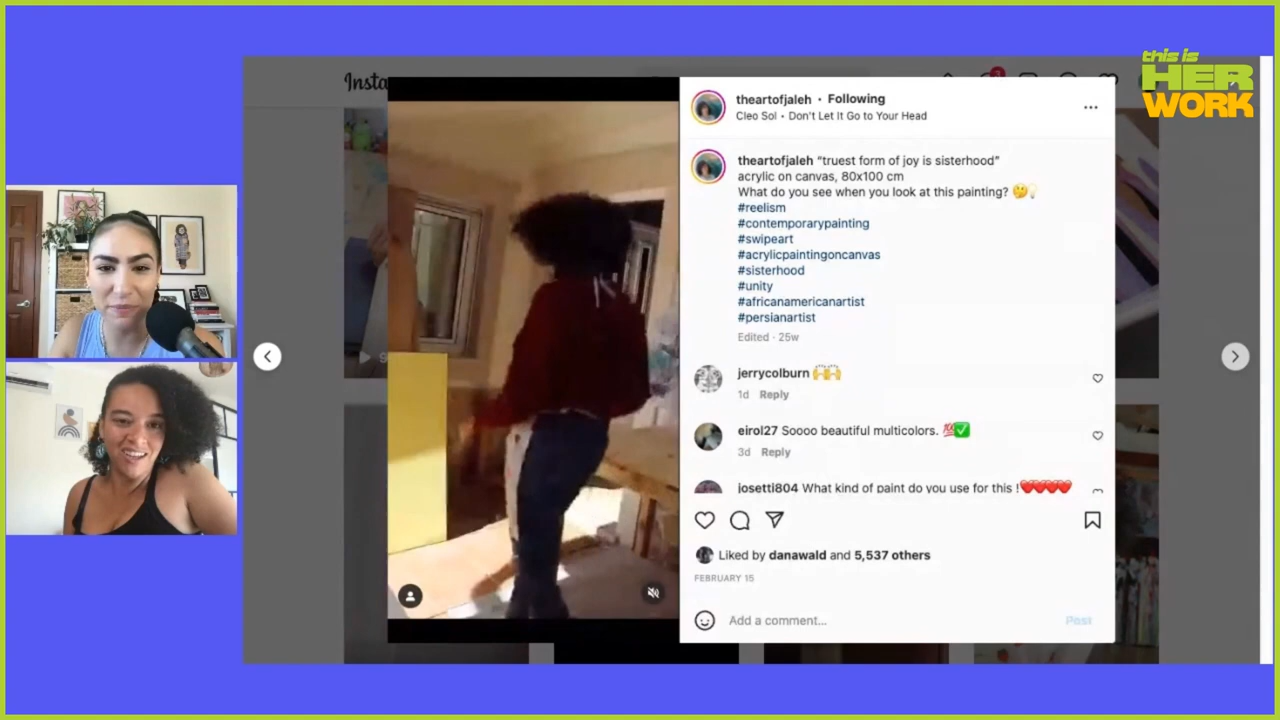 this is
HER
WORK
Insta
theartofjaleh • Following
Cleo Sol • Don't Let It Go to Your Head
theartofjaleh “truest form of joy is sisterhood”
acrylic on canvas, 80x100 cm
What do you see when you look at this painting? 🤔💡
#reelism
#contemporarypainting
#swipeart
#acrylicpaintingoncanvas
#sisterhood
#unity
#africanamericanartist
#persianartist
Edited · 25w
jerrycolburn 🙌🙌
1d Reply
eirol27 Soooo beautiful multicolors. 💯✅
3d Reply
josetti804 What kind of paint do you use for this !❤️❤️❤️❤️
Liked by danawald and 5,537 others
FEBRUARY 15
Add a comment...
Post